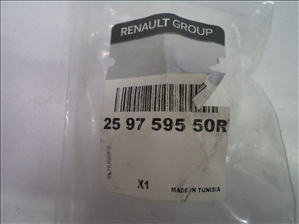 RENAULT GROUP
25 97 595 50R
X1
MADE IN TUNISIA